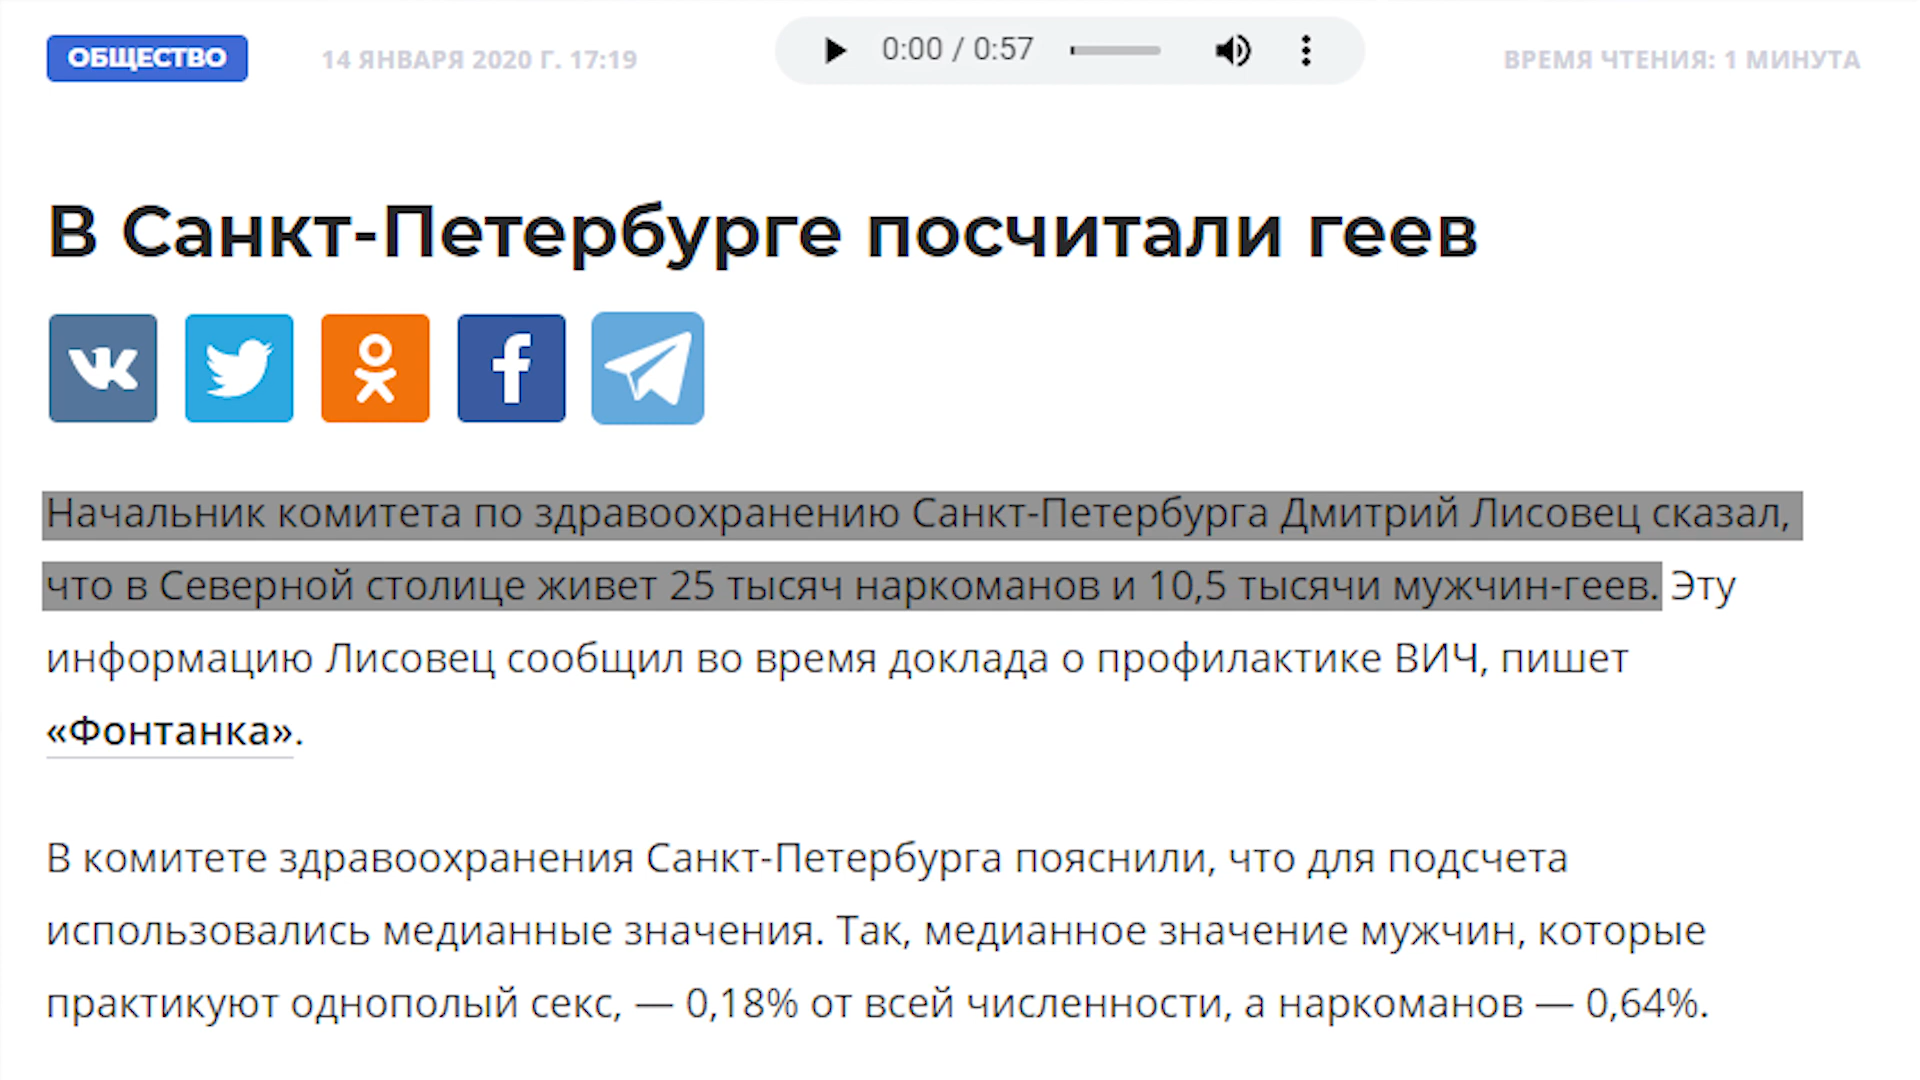 ОБЩЕСТВО
14 ЯНВАРЯ 2020 Г. 17:19
0:00 / 0:57
ВРЕМЯ ЧТЕНИЯ: 1 МИНУТА
В Санкт-Петербурге посчитали геев
Начальник комитета по здравоохранению Санкт-Петербурга Дмитрий Лисовец сказал,
что в Северной столице живет 25 тысяч наркоманов и 10,5 тысячи мужчин-геев. Эту
информацию Лисовец сообщил во время доклада о профилактике ВИЧ, пишет
«Фонтанка».
В комитете здравоохранения Санкт-Петербурга пояснили, что для подсчета
использовались медианные значения. Так, медианное значение мужчин, которые
практикуют однополый секс, — 0,18% от всей численности, а наркоманов — 0,64%.